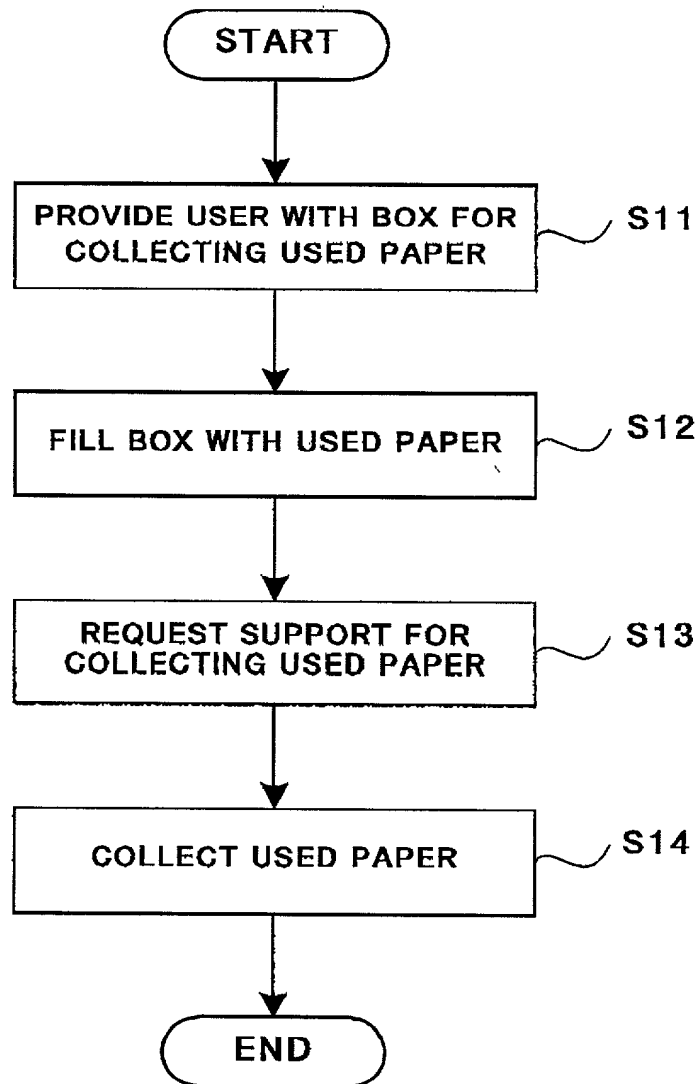 START
PROVIDE USER WITH BOX FOR
COLLECTING USED PAPER
S11
FILL BOX WITH USED PAPER
S12
REQUEST SUPPORT FOR
COLLECTING USED PAPER
S13
COLLECT USED PAPER
S14
END